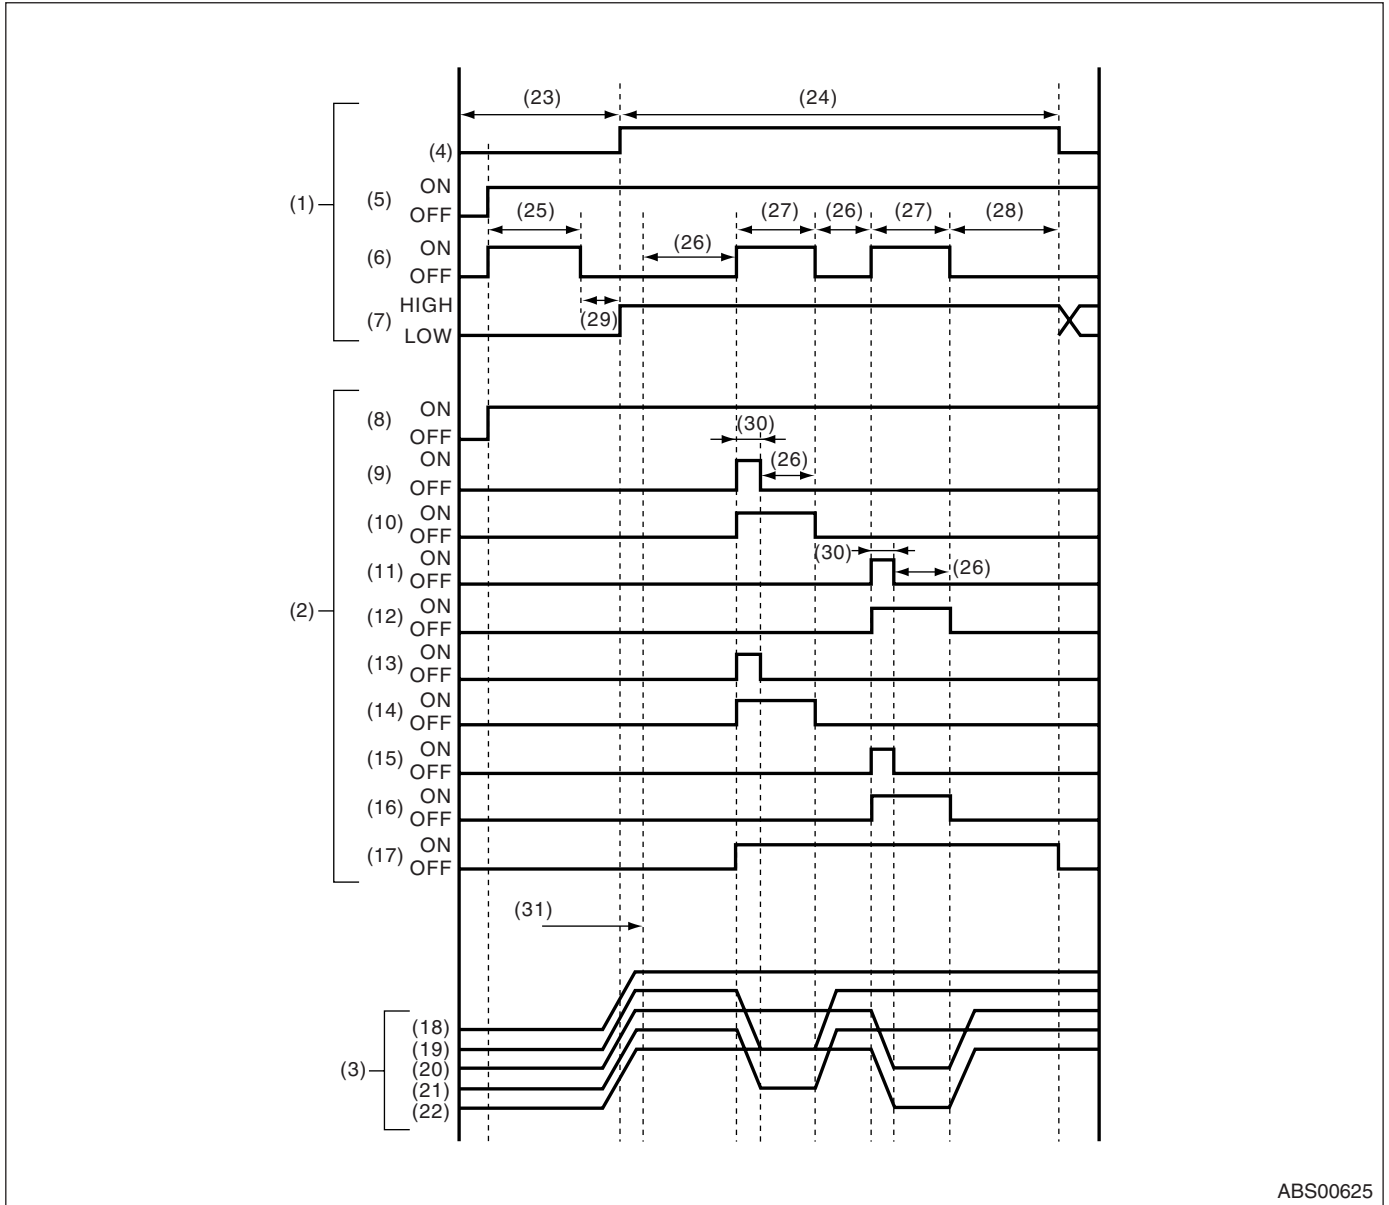 (23) (24)
(4)
(1)
(5) ON
OFF
(25) (27) (26) (27) (28)
(6) ON
OFF
(26)
(7) HIGH
LOW
(29)
(2)
(8) ON
OFF
(30)
(9) ON
OFF
(26)
(10) ON
OFF
(30)
(11) ON
OFF
(26)
(12) ON
OFF
(13) ON
OFF
(14) ON
OFF
(15) ON
OFF
(16) ON
OFF
(17) ON
OFF
(31)
(3)
(18)
(19)
(20)
(21)
(22)
ABS00625